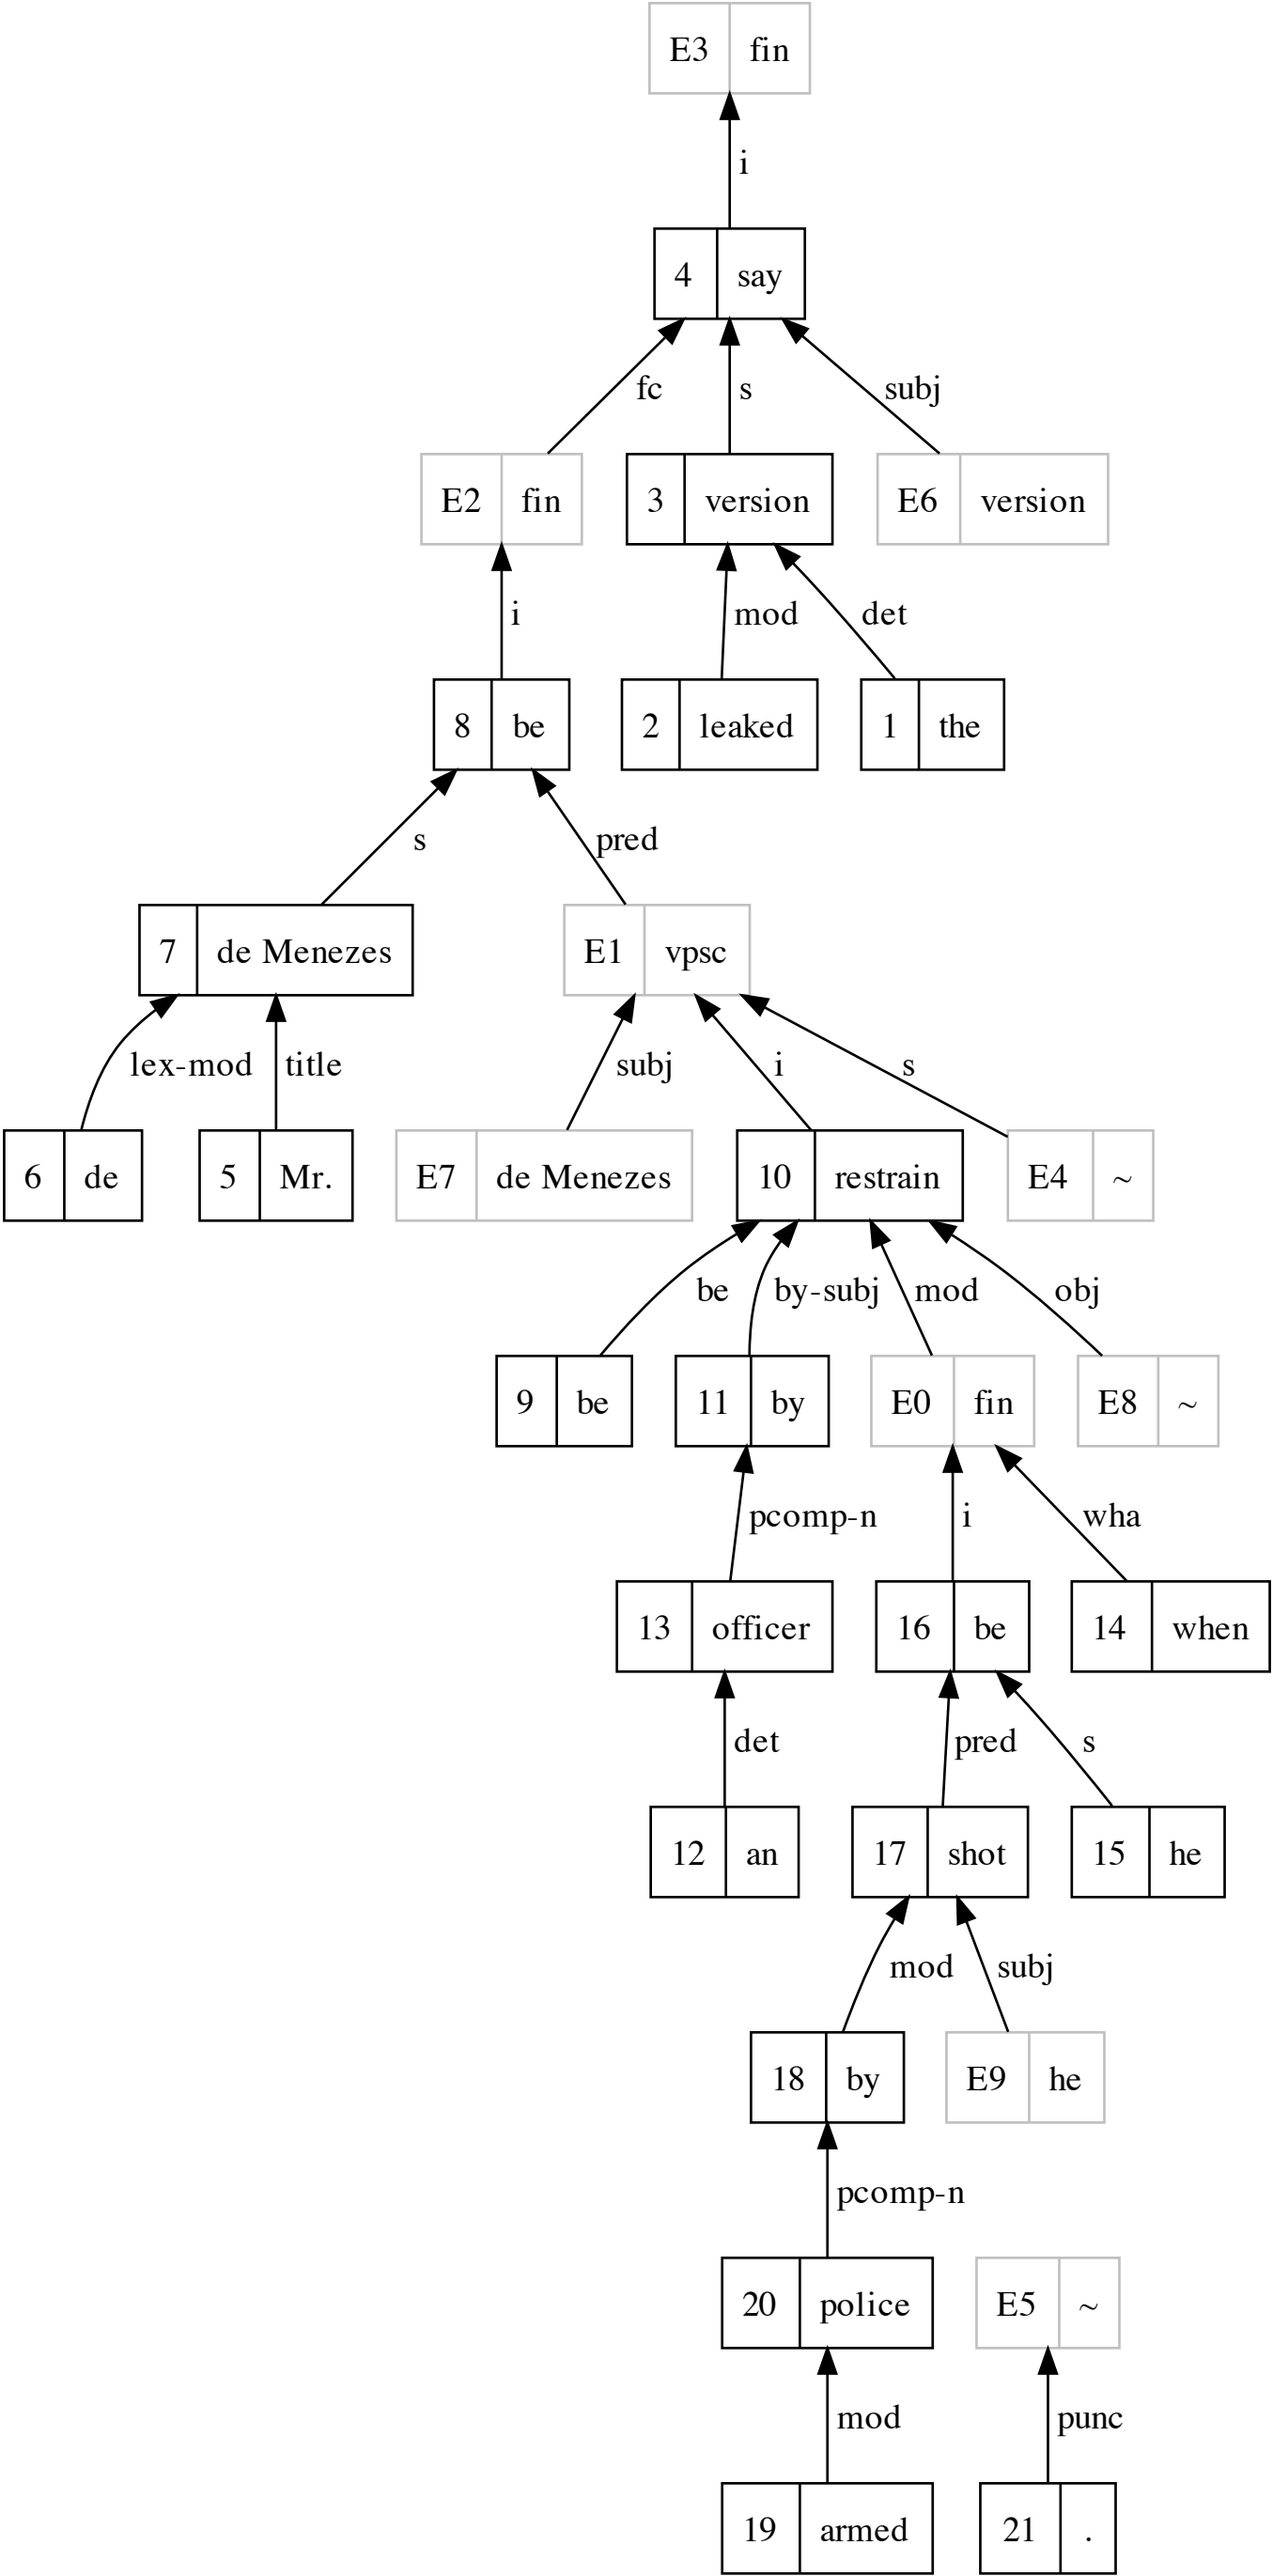 E3 fin
i
4 say
fc s subj
E2 fin 3 version E6 version
i mod det
8 be 2 leaked 1 the
s pred
7 de Menezes E1 vpsc
lex-mod title subj i s
6 de 5 Mr. E7 de Menezes 10 restrain E4 ~
be by-subj mod obj
9 be 11 by E0 fin E8 ~
pcomp-n i wha
13 officer 16 be 14 when
det pred s
12 an 17 shot 15 he
mod subj
18 by E9 he
pcomp-n
20 police E5 ~
mod punc
19 armed 21 .